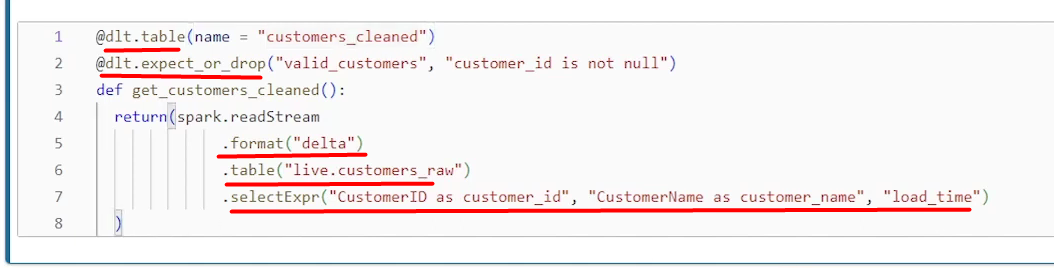 1 @dlt.table(name = "customers_cleaned")
2 @dlt.expect_or_drop("valid_customers", "customer_id is not null")
3 def get_customers_cleaned():
4 return(spark.readStream
5 .format("delta")
6 .table("live.customers_raw")
7 .selectExpr("CustomerID as customer_id", "CustomerName as customer_name", "load_time")
8 )